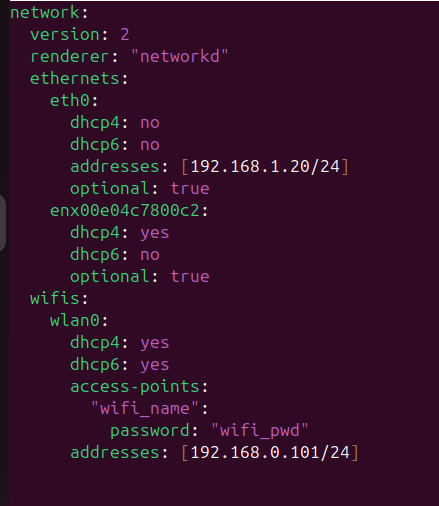 network:
  version: 2
  renderer: "networkd"
  ethernets:
    eth0:
      dhcp4: no
      dhcp6: no
      addresses: [192.168.1.20/24]
      optional: true
    enx00e04c7800c2:
      dhcp4: yes
      dhcp6: no
      optional: true
  wifis:
    wlan0:
      dhcp4: yes
      dhcp6: yes
      access-points:
        "wifi_name":
          password: "wifi_pwd"
      addresses: [192.168.0.101/24]